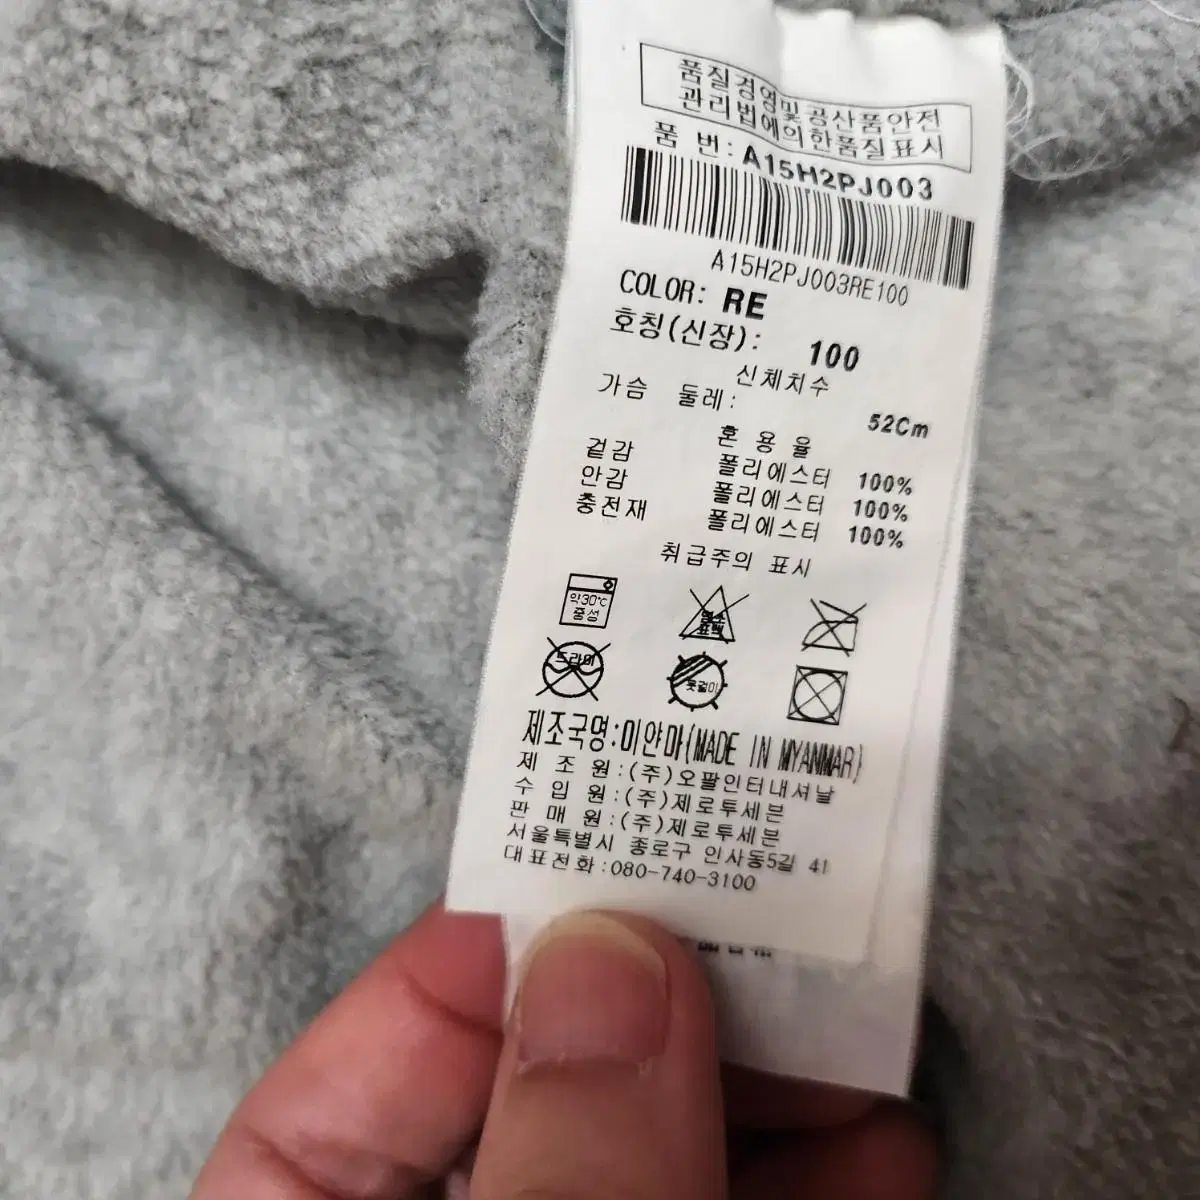 품질경영및공산품안전
관리법에의한품질표시
품 번: A15H2PJ003
A15H2PJ003RE100
COLOR: RE
호칭(신장): 100
신체치수
가슴 둘레: 52Cm
혼 용 율
겉감 폴리에스터 100%
안감 폴리에스터 100%
충전재 폴리에스터 100%
취급주의 표시
약30℃
중성
염소
표백
드라이
옷걸이
제조국명:미얀마(MADE IN MYANMAR)
제 조 원:(주)오팔인터내셔날
수 입 원:(주)제로투세븐
판 매 원:(주)제로투세븐
서울특별시 종로구 인사동5길 41
대표전화:080-740-3100